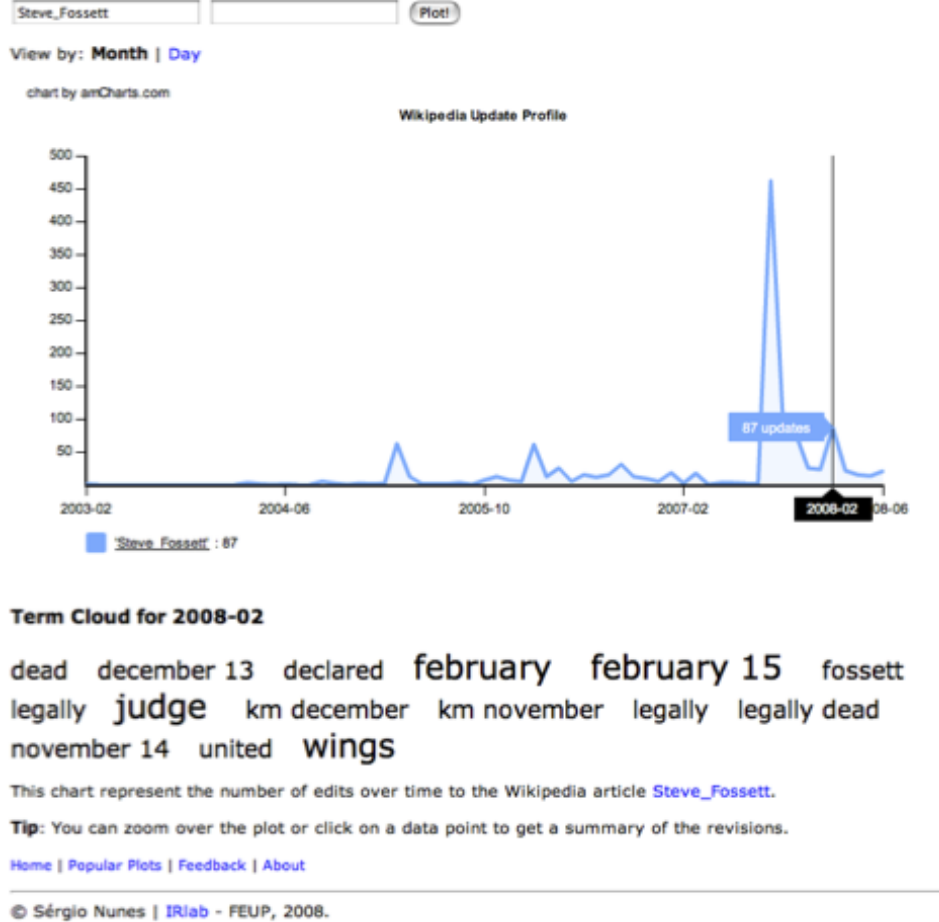 Steve_Fossett Plot!
View by: Month | Day
chart by amCharts.com
Wikipedia Update Profile
500
450
400
350
300
250
200
150
100
50
87 updates
2003-02 2004-06 2005-10 2007-02 2008-02 08-06
'Steve_Fossett' : 87
Term Cloud for 2008-02
dead december 13 declared february february 15 fossett
legally judge km december km november legally legally dead
november 14 united wings
This chart represent the number of edits over time to the Wikipedia article Steve_Fossett.
Tip: You can zoom over the plot or click on a data point to get a summary of the revisions.
Home | Popular Plots | Feedback | About
© Sérgio Nunes | IRlab - FEUP, 2008.